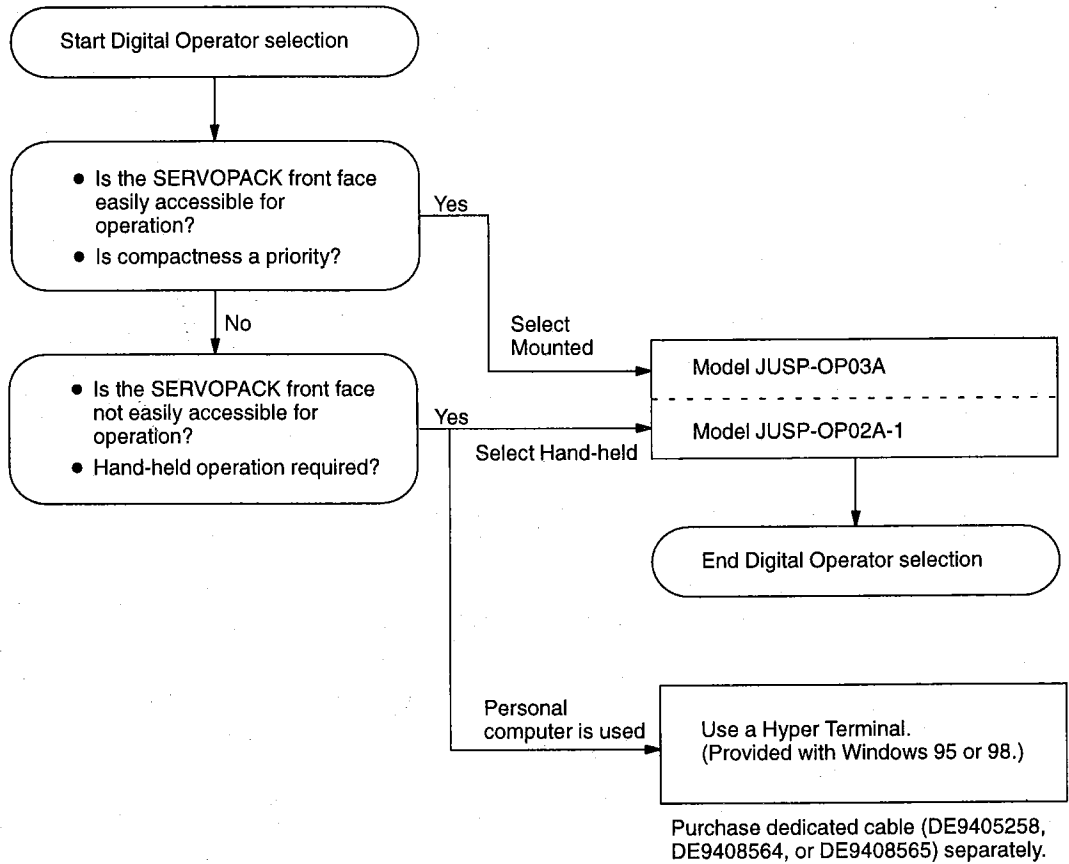 Start Digital Operator selection
● Is the SERVOPACK front face
easily accessible for
operation?
● Is compactness a priority?
Yes
No
Select
Mounted
● Is the SERVOPACK front face
not easily accessible for
operation?
● Hand-held operation required?
Yes
Select Hand-held
Model JUSP-OP03A
Model JUSP-OP02A-1
End Digital Operator selection
Personal
computer is used
Use a Hyper Terminal.
(Provided with Windows 95 or 98.)
Purchase dedicated cable (DE9405258,
DE9408564, or DE9408565) separately.